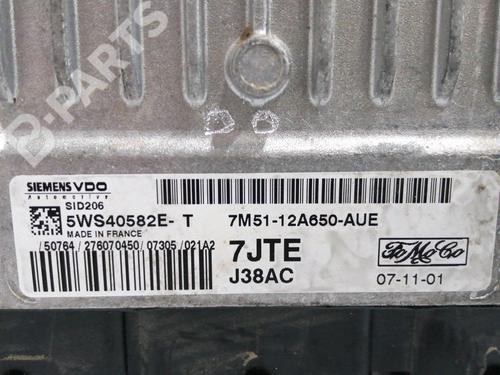 B-PARTS
SIEMENS VDO
Automotive
SID206
5WS40582E- T
7M51-12A650-AUE
MADE IN FRANCE
/50764 / 276070450 / 07305 / 021A2
7JTE
J38AC
FoMoCo
07-11-01